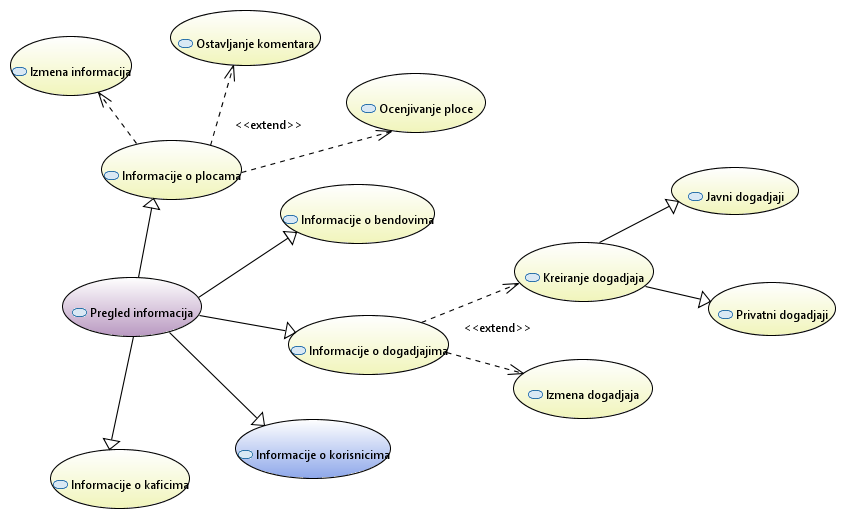 Ostavljanje komentara
Izmena informacija
Ocenjivanje ploce
<<extend>>
Informacije o plocama
Javni dogadjaji
Informacije o bendovima
Kreiranje dogadjaja
Pregled informacija
Privatni dogadjaji
<<extend>>
Informacije o dogadjajima
Izmena dogadjaja
Informacije o korisnicima
Informacije o kaficima